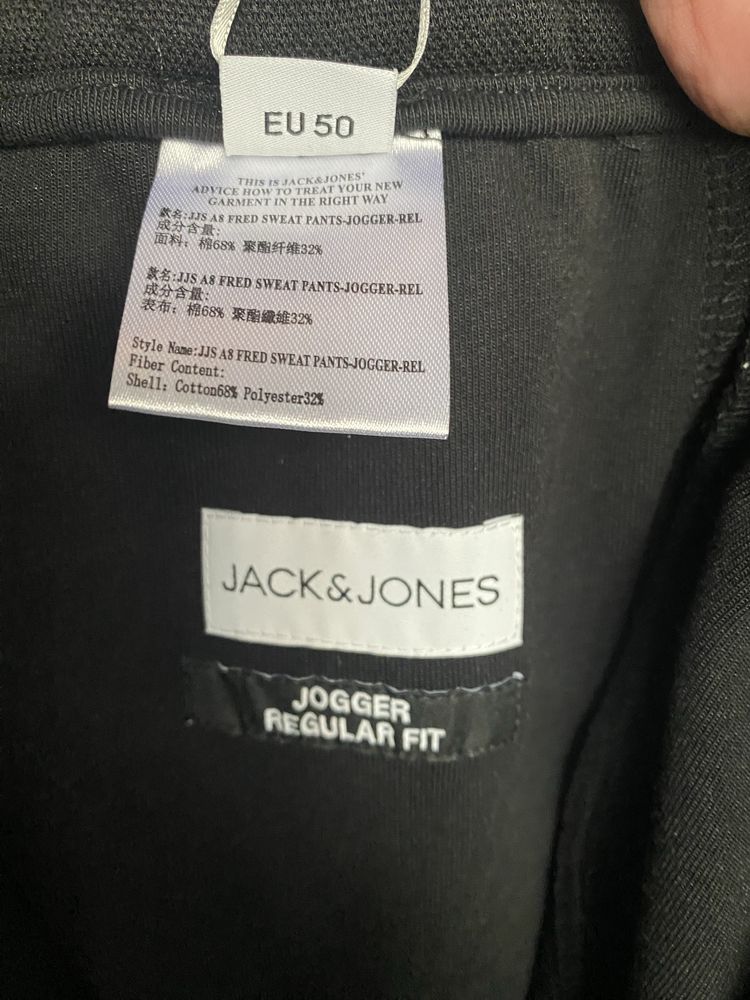 EU 50
THIS IS JACK&JONES'
ADVICE HOW TO TREAT YOUR NEW
GARMENT IN THE RIGHT WAY
款名:JJS A8 FRED SWEAT PANTS-JOGGER-REL
成分含量:
面料: 棉68% 聚酯纤维32%
款名:JJS A8 FRED SWEAT PANTS-JOGGER-REL
成分含量:
表布: 棉68% 聚酯纖維32%
Style Name:JJS A8 FRED SWEAT PANTS-JOGGER-REL
Fiber Content:
Shell: Cotton68% Polyester32%
JACK&JONES
JOGGER
REGULAR FIT